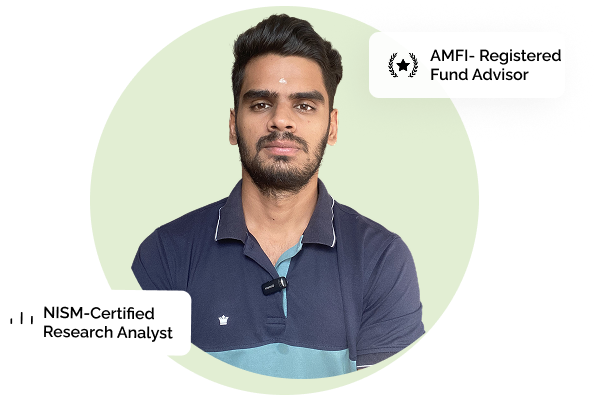 AMFI- Registered
Fund Advisor
NISM-Certified
Research Analyst